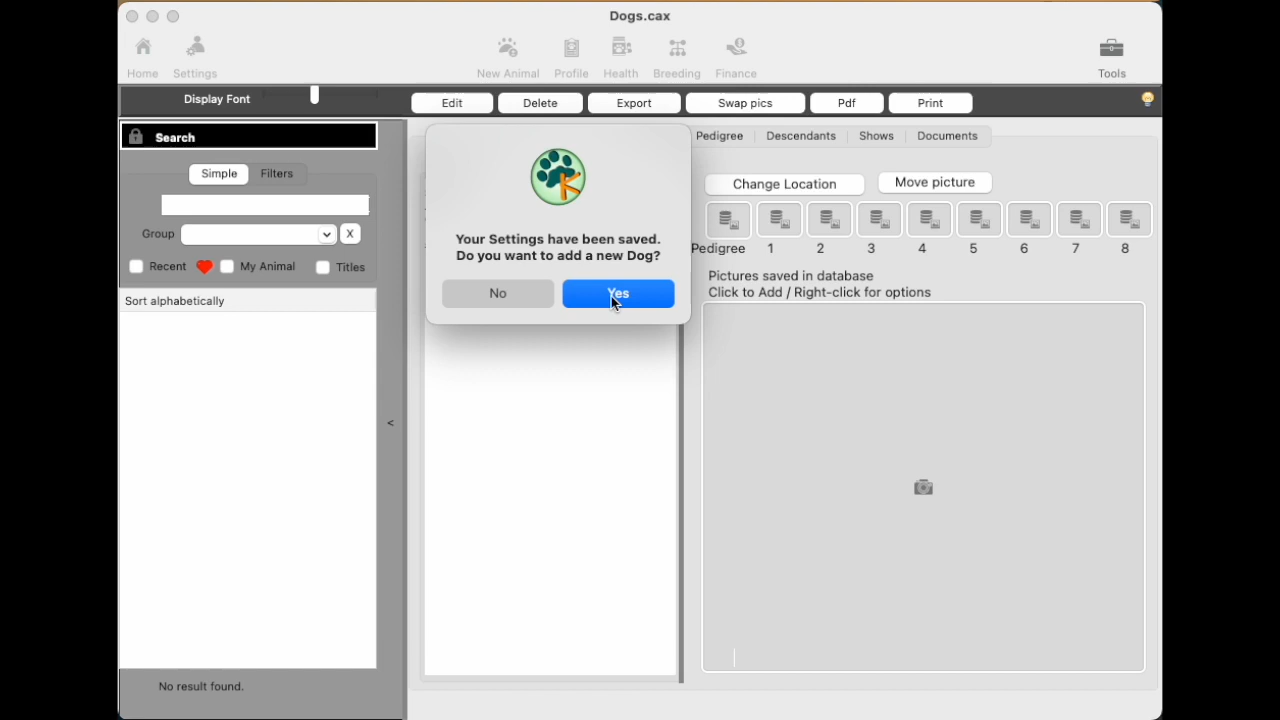 Dogs.cax
Home
Settings
New Animal
Profile
Health
Breeding
Finance
Tools
Display Font
Edit
Delete
Export
Swap pics
Pdf
Print
Search
Simple
Filters
Group
X
Recent
My Animal
Titles
Sort alphabetically
No result found.
<
Your Settings have been saved.
Do you want to add a new Dog?
No
Yes
Pedigree
Descendants
Shows
Documents
Change Location
Move picture
Pedigree
1
2
3
4
5
6
7
8
Pictures saved in database
Click to Add / Right-click for options